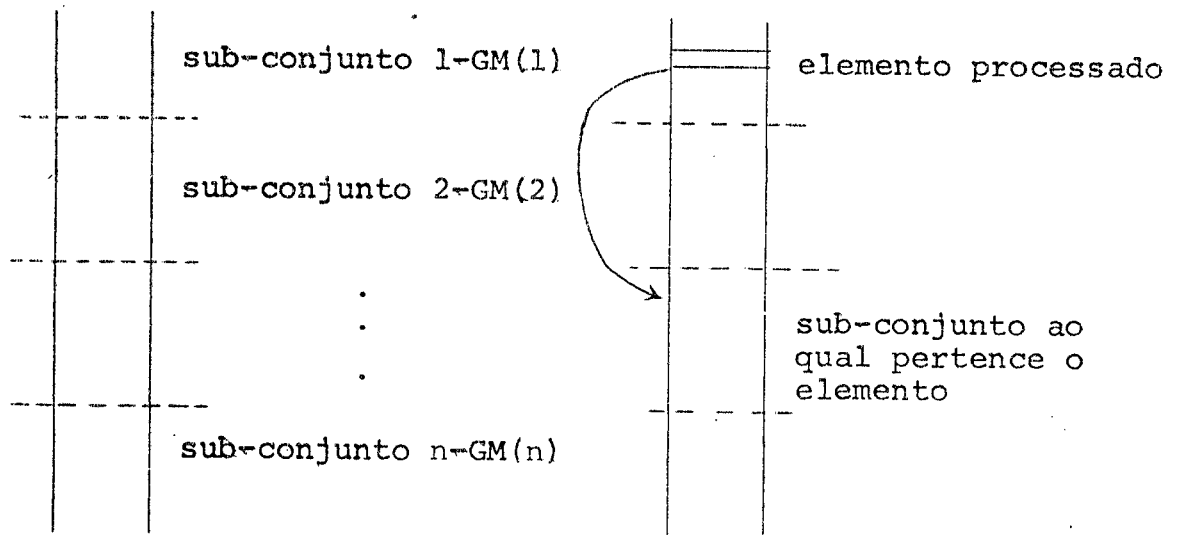 sub-conjunto 1-GM(1)
elemento processado
sub-conjunto 2-GM(2)
sub-conjunto ao
qual pertence o
elemento
sub-conjunto n-GM(n)